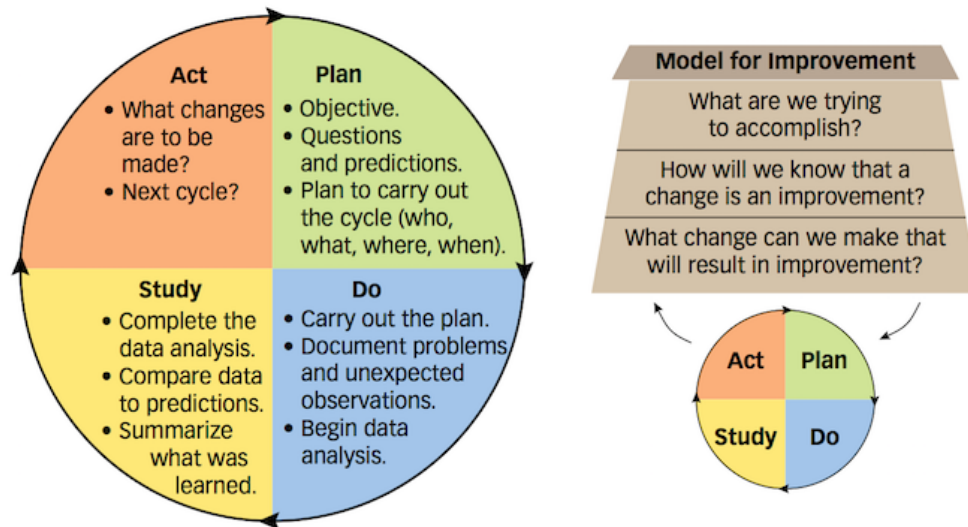 Act
• What changes
are to be
made?
• Next cycle?
Plan
• Objective.
• Questions
and predictions.
• Plan to carry out
the cycle (who,
what, where, when).
Study
• Complete the
data analysis.
• Compare data
to predictions.
• Summarize
what was
learned.
Do
• Carry out the plan.
• Document problems
and unexpected
observations.
• Begin data
analysis.
Model for Improvement
What are we trying
to accomplish?
How will we know that a
change is an improvement?
What change can we make that
will result in improvement?
Act
Plan
Study
Do